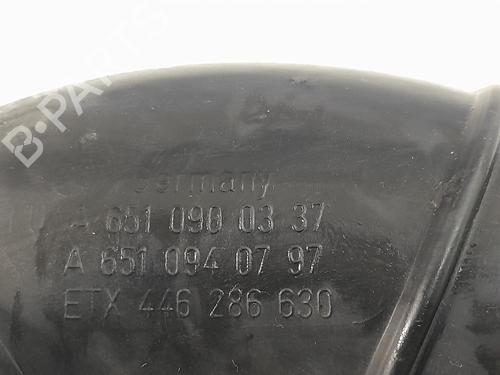 B-PARTS
Germany
A 651 090 03 37
A 651 094 07 97
ETX 446 286 630